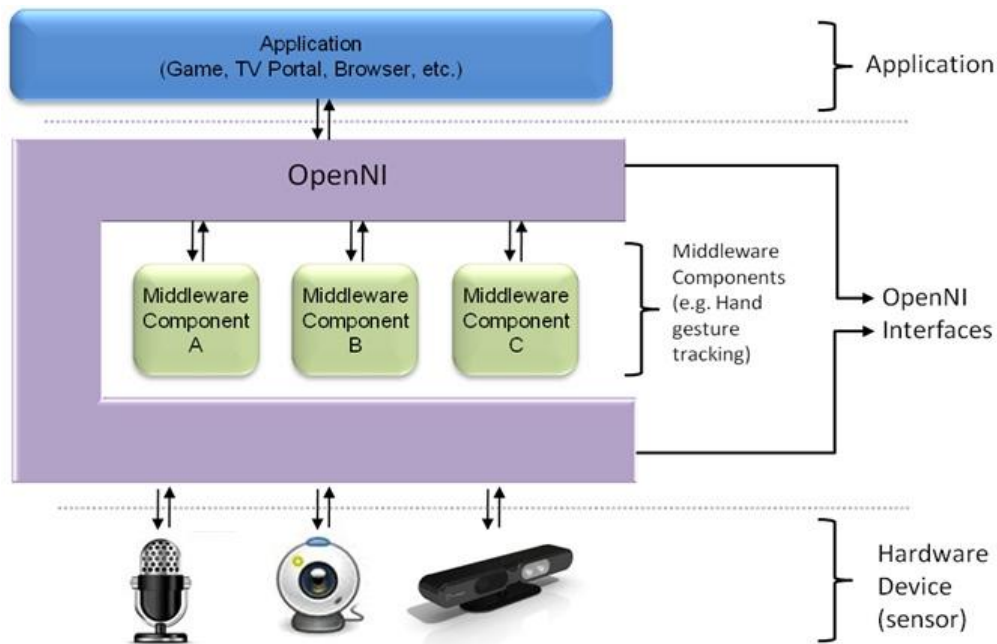 Application
(Game, TV Portal, Browser, etc.)
Application
OpenNI
Middleware
Component
A
Middleware
Component
B
Middleware
Component
C
Middleware
Components
(e.g. Hand
gesture
tracking)
OpenNI
Interfaces
Hardware
Device
(sensor)